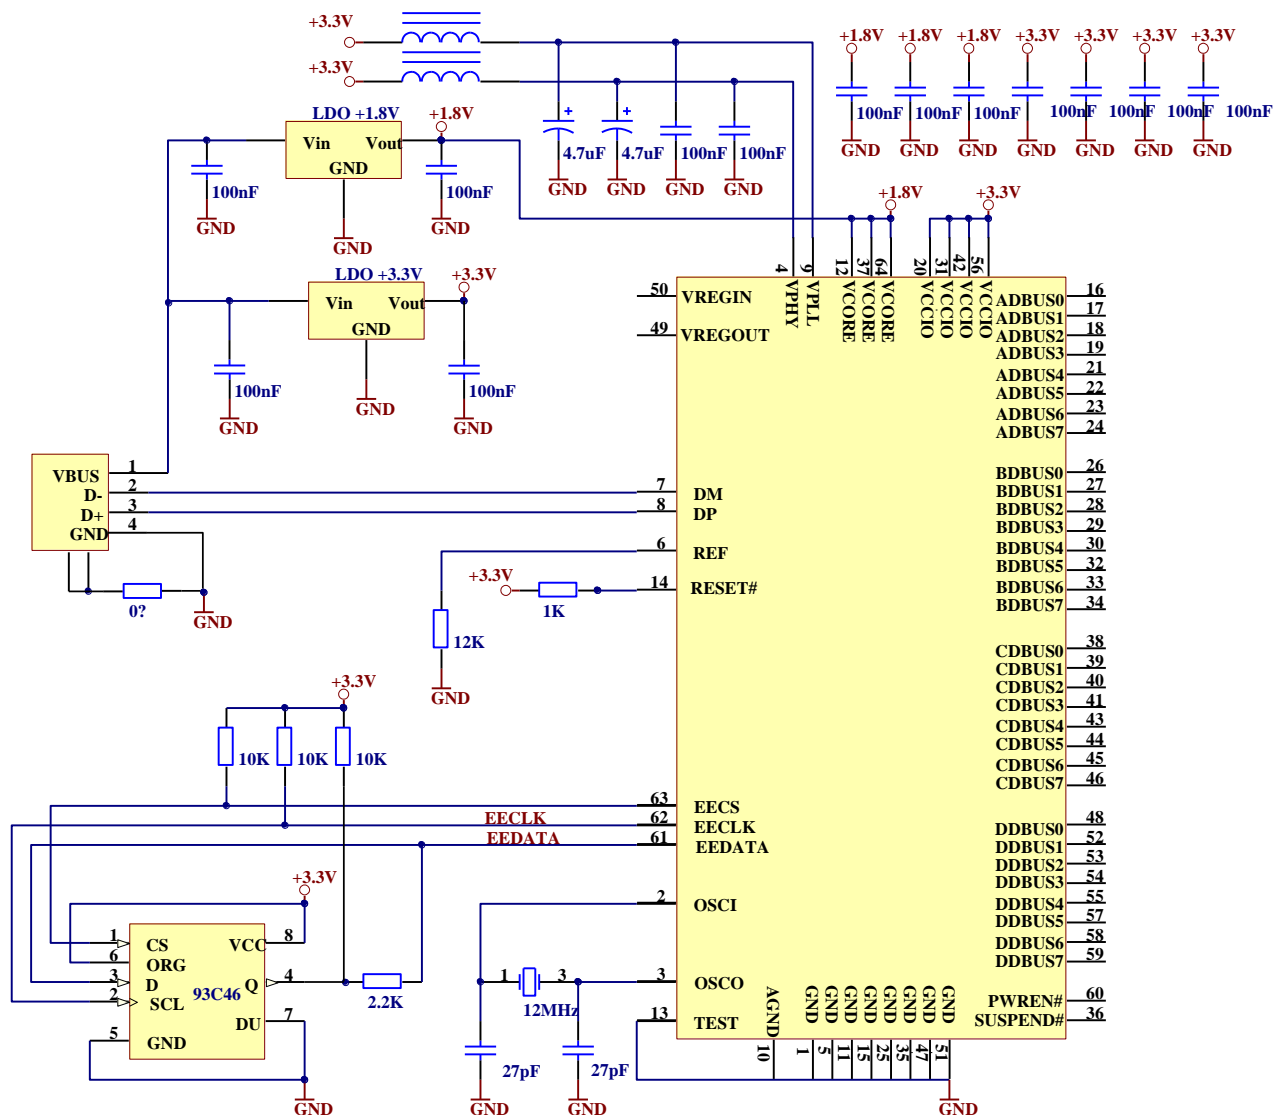 +3.3V
+3.3V
+1.8V +1.8V +1.8V +3.3V +3.3V +3.3V +3.3V
100nF 100nF 100nF 100nF 100nF 100nF 100nF
GND GND GND GND GND GND GND
LDO +1.8V
+1.8V
Vin Vout
GND
100nF
100nF
GND
GND
GND
4.7uF 4.7uF 100nF 100nF
GND GND GND GND
+1.8V
+3.3V
LDO +3.3V
+3.3V
Vin Vout
GND
100nF
100nF
GND
GND
GND
4 VPHY
9 VPLL
12 VCORE
37 VCORE
64 VCORE
20 VCCIO
31 VCCIO
42 VCCIO
56 VCCIO
50 VREGIN
49 VREGOUT
ADBUS0 16
ADBUS1 17
ADBUS2 18
ADBUS3 19
ADBUS4 21
ADBUS5 22
ADBUS6 23
ADBUS7 24
VBUS 1
D- 2
D+ 3
GND 4
0?
GND
7 DM
8 DP
6 REF
14 RESET#
+3.3V
1K
12K
GND
BDBUS0 26
BDBUS1 27
BDBUS2 28
BDBUS3 29
BDBUS4 30
BDBUS5 32
BDBUS6 33
BDBUS7 34
CDBUS0 38
CDBUS1 39
CDBUS2 40
CDBUS3 41
CDBUS4 43
CDBUS5 44
CDBUS6 45
CDBUS7 46
+3.3V
10K 10K 10K
63 EECS
EECLK 62 EECLK
EEDATA 61 EEDATA
DDBUS0 48
DDBUS1 52
DDBUS2 53
DDBUS3 54
DDBUS4 55
DDBUS5 57
DDBUS6 58
DDBUS7 59
+3.3V
1 CS
6 ORG
3 D
2 SCL
5 GND
93C46
VCC 8
Q 4
DU 7
2.2K
GND
2 OSCI
3 OSCO
13 TEST
1 3
12MHz
27pF
27pF
GND
GND
PWREN# 60
SUSPEND# 36
AGND 10
GND 1
GND 5
GND 11
GND 15
GND 25
GND 35
GND 47
GND 51
GND